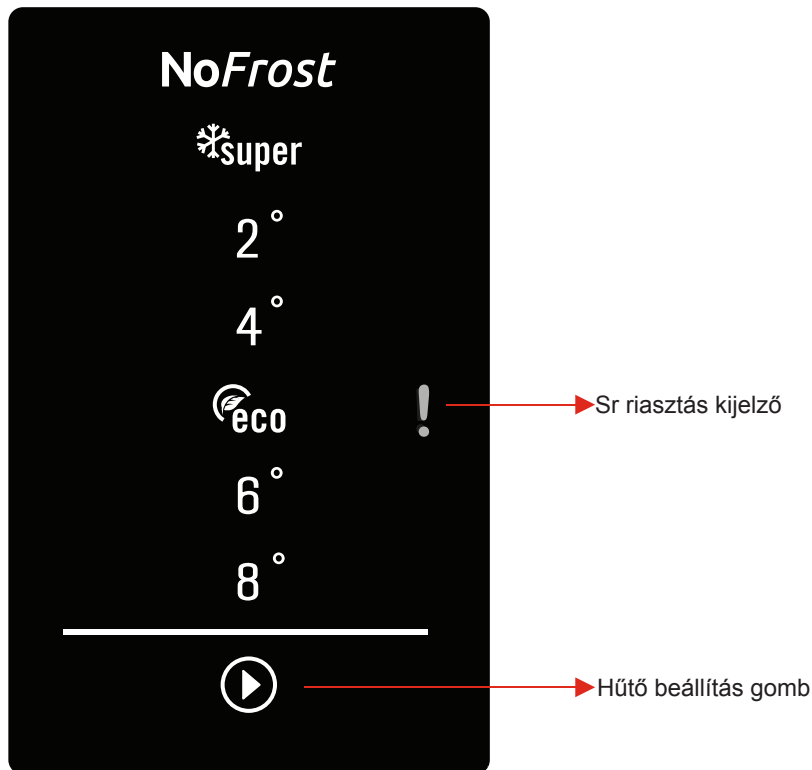 NoFrost
super
2°
4°
eco
!
Sr riasztás kijelző
6°
8°
Hűtő beállítás gomb